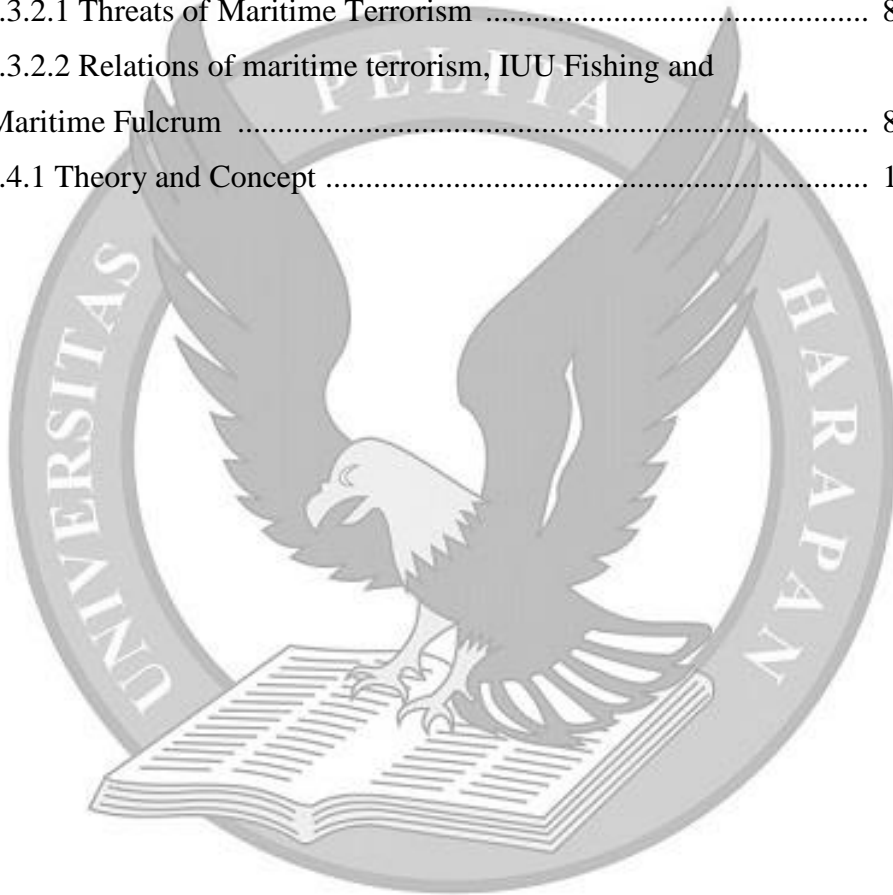 .3.2.1 Threats of Maritime Terrorism ................................................... 8
.3.2.2 Relations of maritime terrorism, IUU Fishing and
Maritime Fulcrum .................................................................................... 8
.4.1 Theory and Concept ........................................................................ 1
UNIVERSITAS PELITA HARAPAN